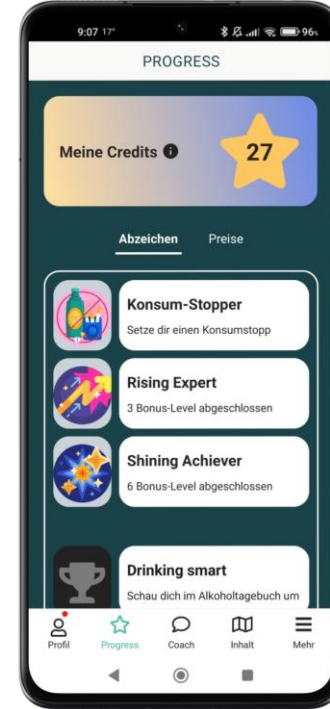 9:07 17° 96%
PROGRESS
Meine Credits
27
Abzeichen Preise
Konsum-Stopper
Setze dir einen Konsumstopp
Rising Expert
3 Bonus-Level abgeschlossen
Shining Achiever
6 Bonus-Level abgeschlossen
Drinking smart
Schau dich im Alkoholtagebuch um
Profil Progress Coach Inhalt Mehr